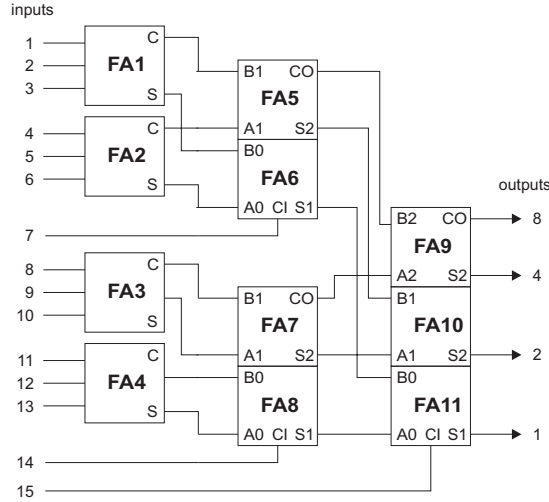 inputs
1
C
2
FA1
B1
CO
3
S
FA5
4
C
A1
S2
5
FA2
B0
6
S
FA6
outputs
A0
CI
S1
7
B2
CO
8
FA9
8
C
A2
S2
4
9
FA3
B1
CO
B1
10
S
FA7
FA10
11
C
A1
S2
A1
S2
2
12
FA4
B0
B0
13
S
FA8
FA11
A0
CI
S1
A0
CI
S1
1
14
15